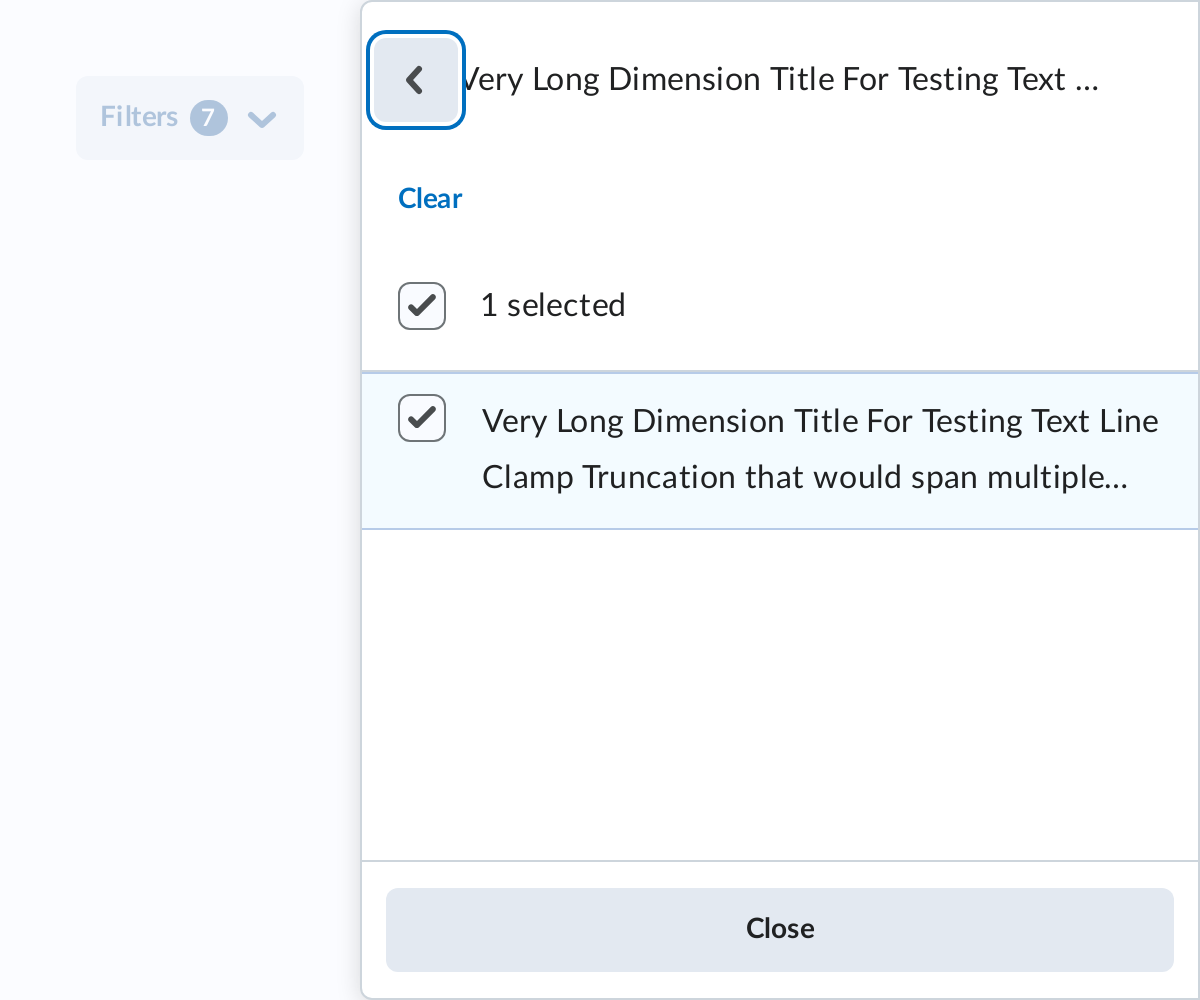 Filters 7
Very Long Dimension Title For Testing Text ...
Clear
1 selected
Very Long Dimension Title For Testing Text Line
Clamp Truncation that would span multiple...
Close